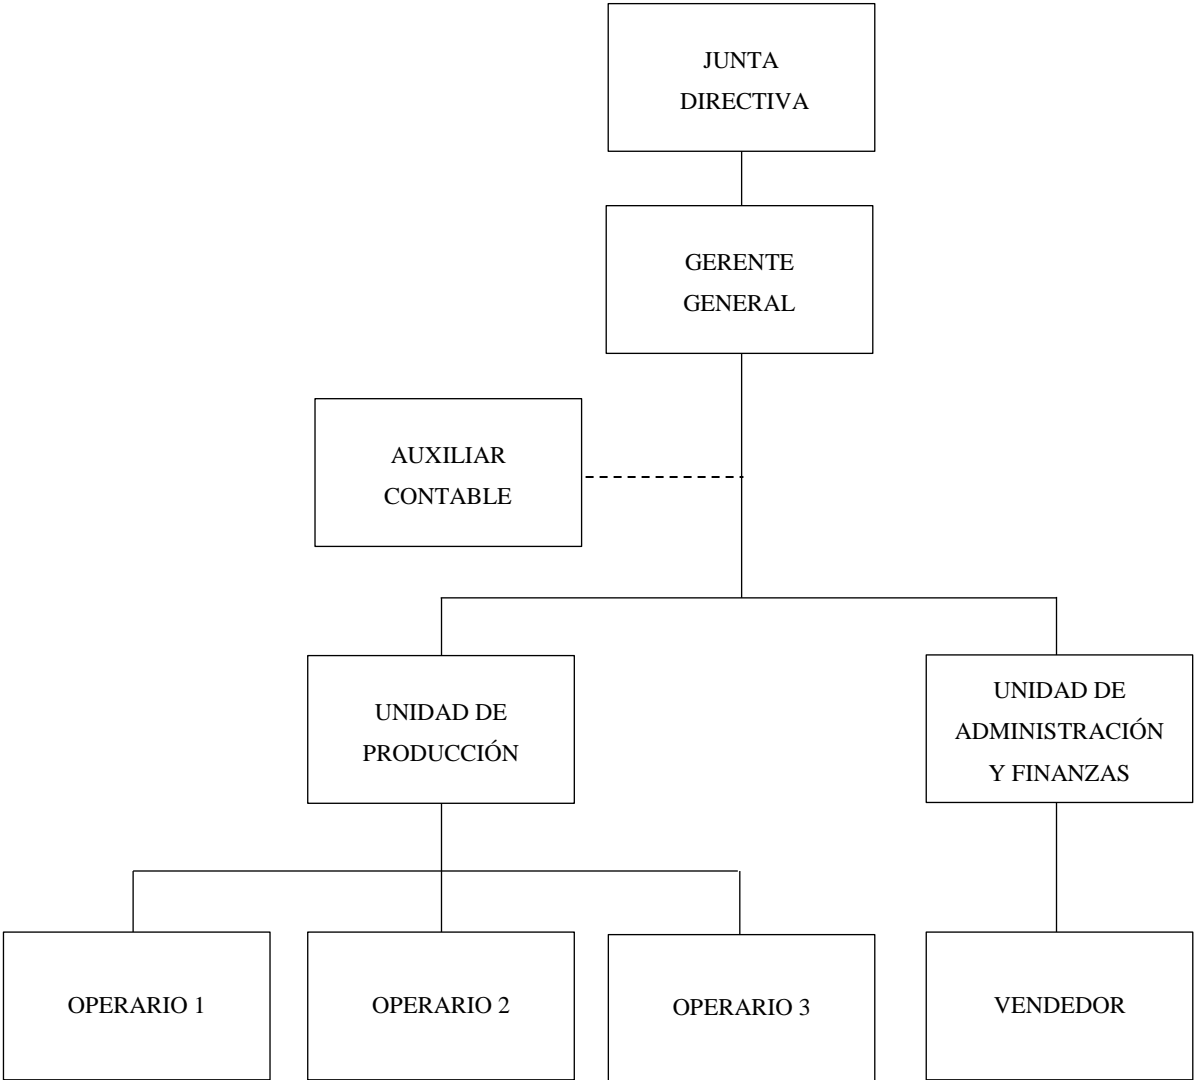 JUNTA
DIRECTIVA
GERENTE
GENERAL
AUXILIAR
CONTABLE
UNIDAD DE
PRODUCCIÓN
UNIDAD DE
ADMINISTRACIÓN
Y FINANZAS
OPERARIO 1
OPERARIO 2
OPERARIO 3
VENDEDOR